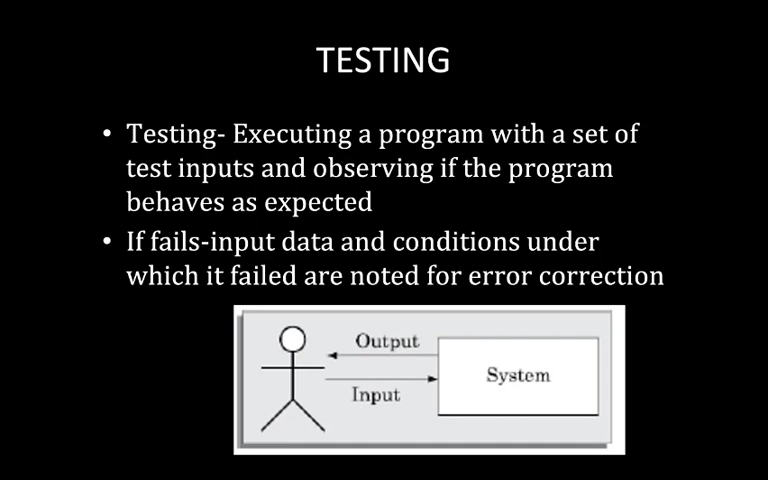 TESTING
• Testing- Executing a program with a set of
test inputs and observing if the program
behaves as expected
• If fails-input data and conditions under
which it failed are noted for error correction
Output
System
Input